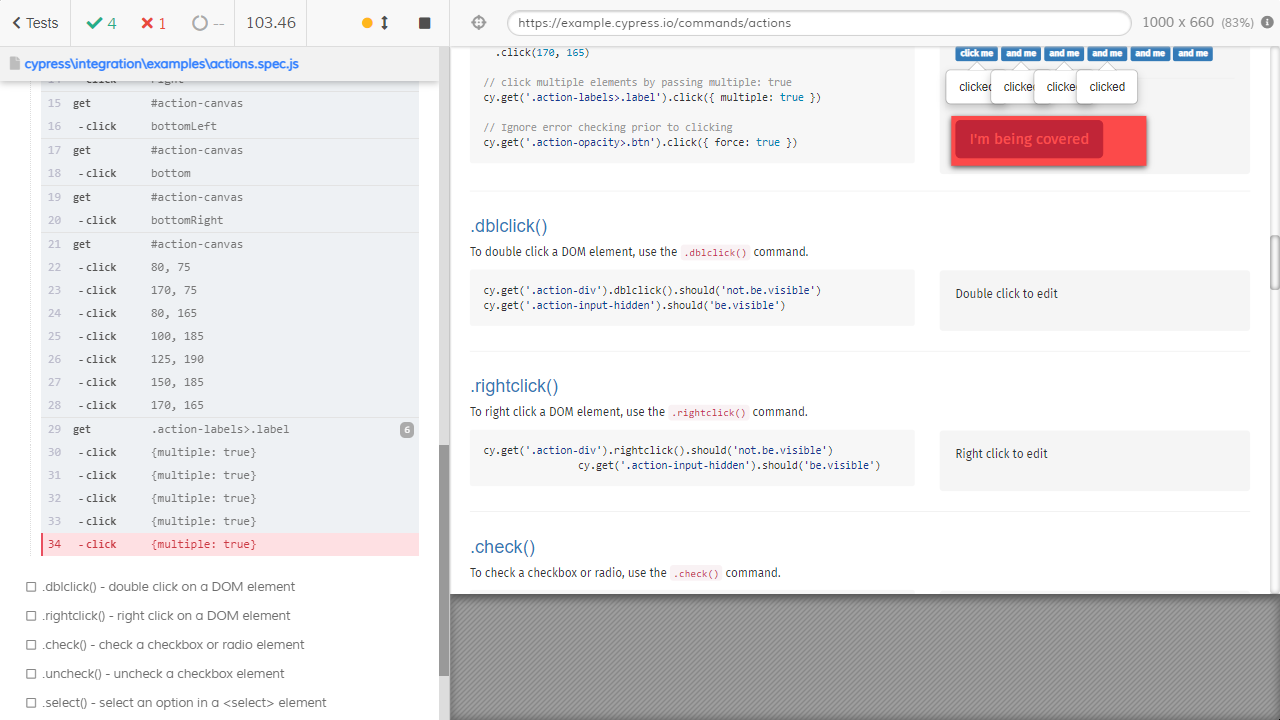 Tests
4
1
--
103.46
https://example.cypress.io/commands/actions
1000 x 660 (83%)
cypress\integration\examples\actions.spec.js
15 get #action-canvas
16 - click bottomLeft
17 get #action-canvas
18 - click bottom
19 get #action-canvas
20 - click bottomRight
21 get #action-canvas
22 - click 80, 75
23 - click 170, 75
24 - click 80, 165
25 - click 100, 185
26 - click 125, 190
27 - click 150, 185
28 - click 170, 165
29 get .action-labels>.label 6
30 - click {multiple: true}
31 - click {multiple: true}
32 - click {multiple: true}
33 - click {multiple: true}
34 - click {multiple: true}
.dblclick() - double click on a DOM element
.rightclick() - right click on a DOM element
.check() - check a checkbox or radio element
.uncheck() - uncheck a checkbox element
.select() - select an option in a <select> element
.click(170, 165)
// click multiple elements by passing multiple: true
cy.get('.action-labels>.label').click({ multiple: true })
// Ignore error checking prior to clicking
cy.get('.action-opacity>.btn').click({ force: true })
click me and me and me and me and me and me
clicked clicke clicke clicked
I'm being covered
.dblclick()
To double click a DOM element, use the .dblclick() command.
cy.get('.action-div').dblclick().should('not.be.visible')
cy.get('.action-input-hidden').should('be.visible')
Double click to edit
.rightclick()
To right click a DOM element, use the .rightclick() command.
cy.get('.action-div').rightclick().should('not.be.visible')
cy.get('.action-input-hidden').should('be.visible')
Right click to edit
.check()
To check a checkbox or radio, use the .check() command.